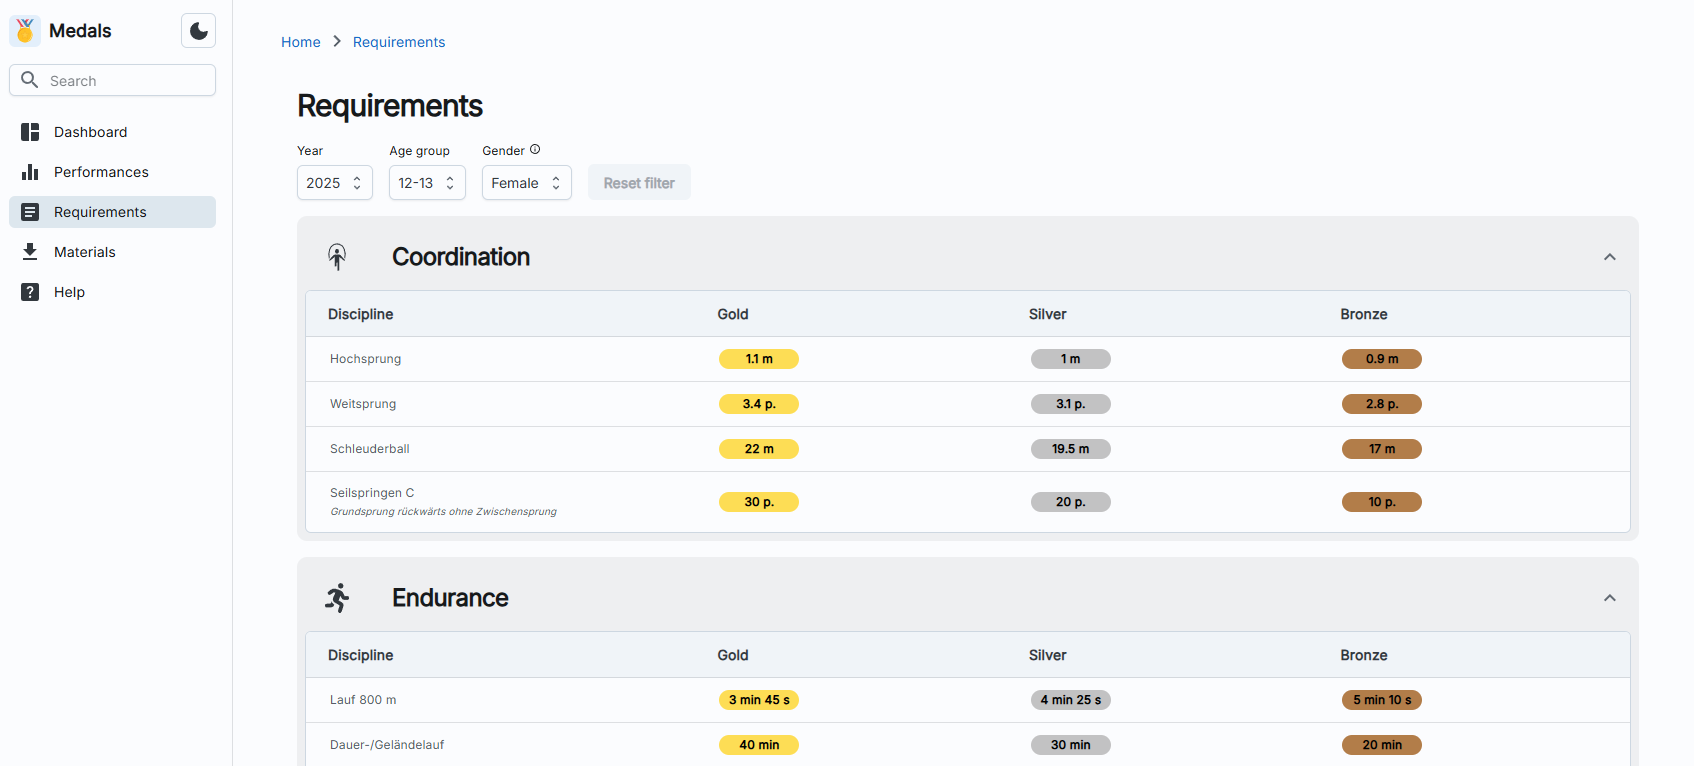 Medals
Search
Dashboard
Performances
Requirements
Materials
Help
Home > Requirements
Requirements
Year Age group Gender
2025 12-13 Female Reset filter
Coordination
Discipline Gold Silver Bronze
Hochsprung 1.1 m 1 m 0.9 m
Weitsprung 3.4 p. 3.1 p. 2.8 p.
Schleuderball 22 m 19.5 m 17 m
Seilspringen C 30 p. 20 p. 10 p.
Grundsprung rückwärts ohne Zwischensprung
Endurance
Discipline Gold Silver Bronze
Lauf 800 m 3 min 45 s 4 min 25 s 5 min 10 s
Dauer-/Geländelauf 40 min 30 min 20 min